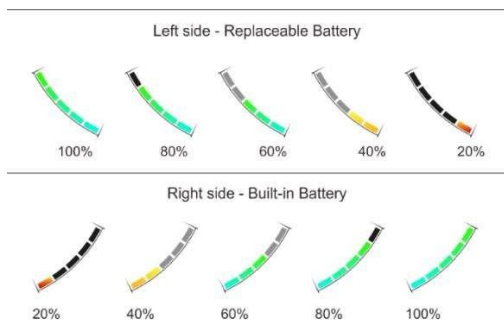 Left side - Replaceable Battery
100% 80% 60% 40% 20%
Right side - Built-in Battery
20% 40% 60% 80% 100%